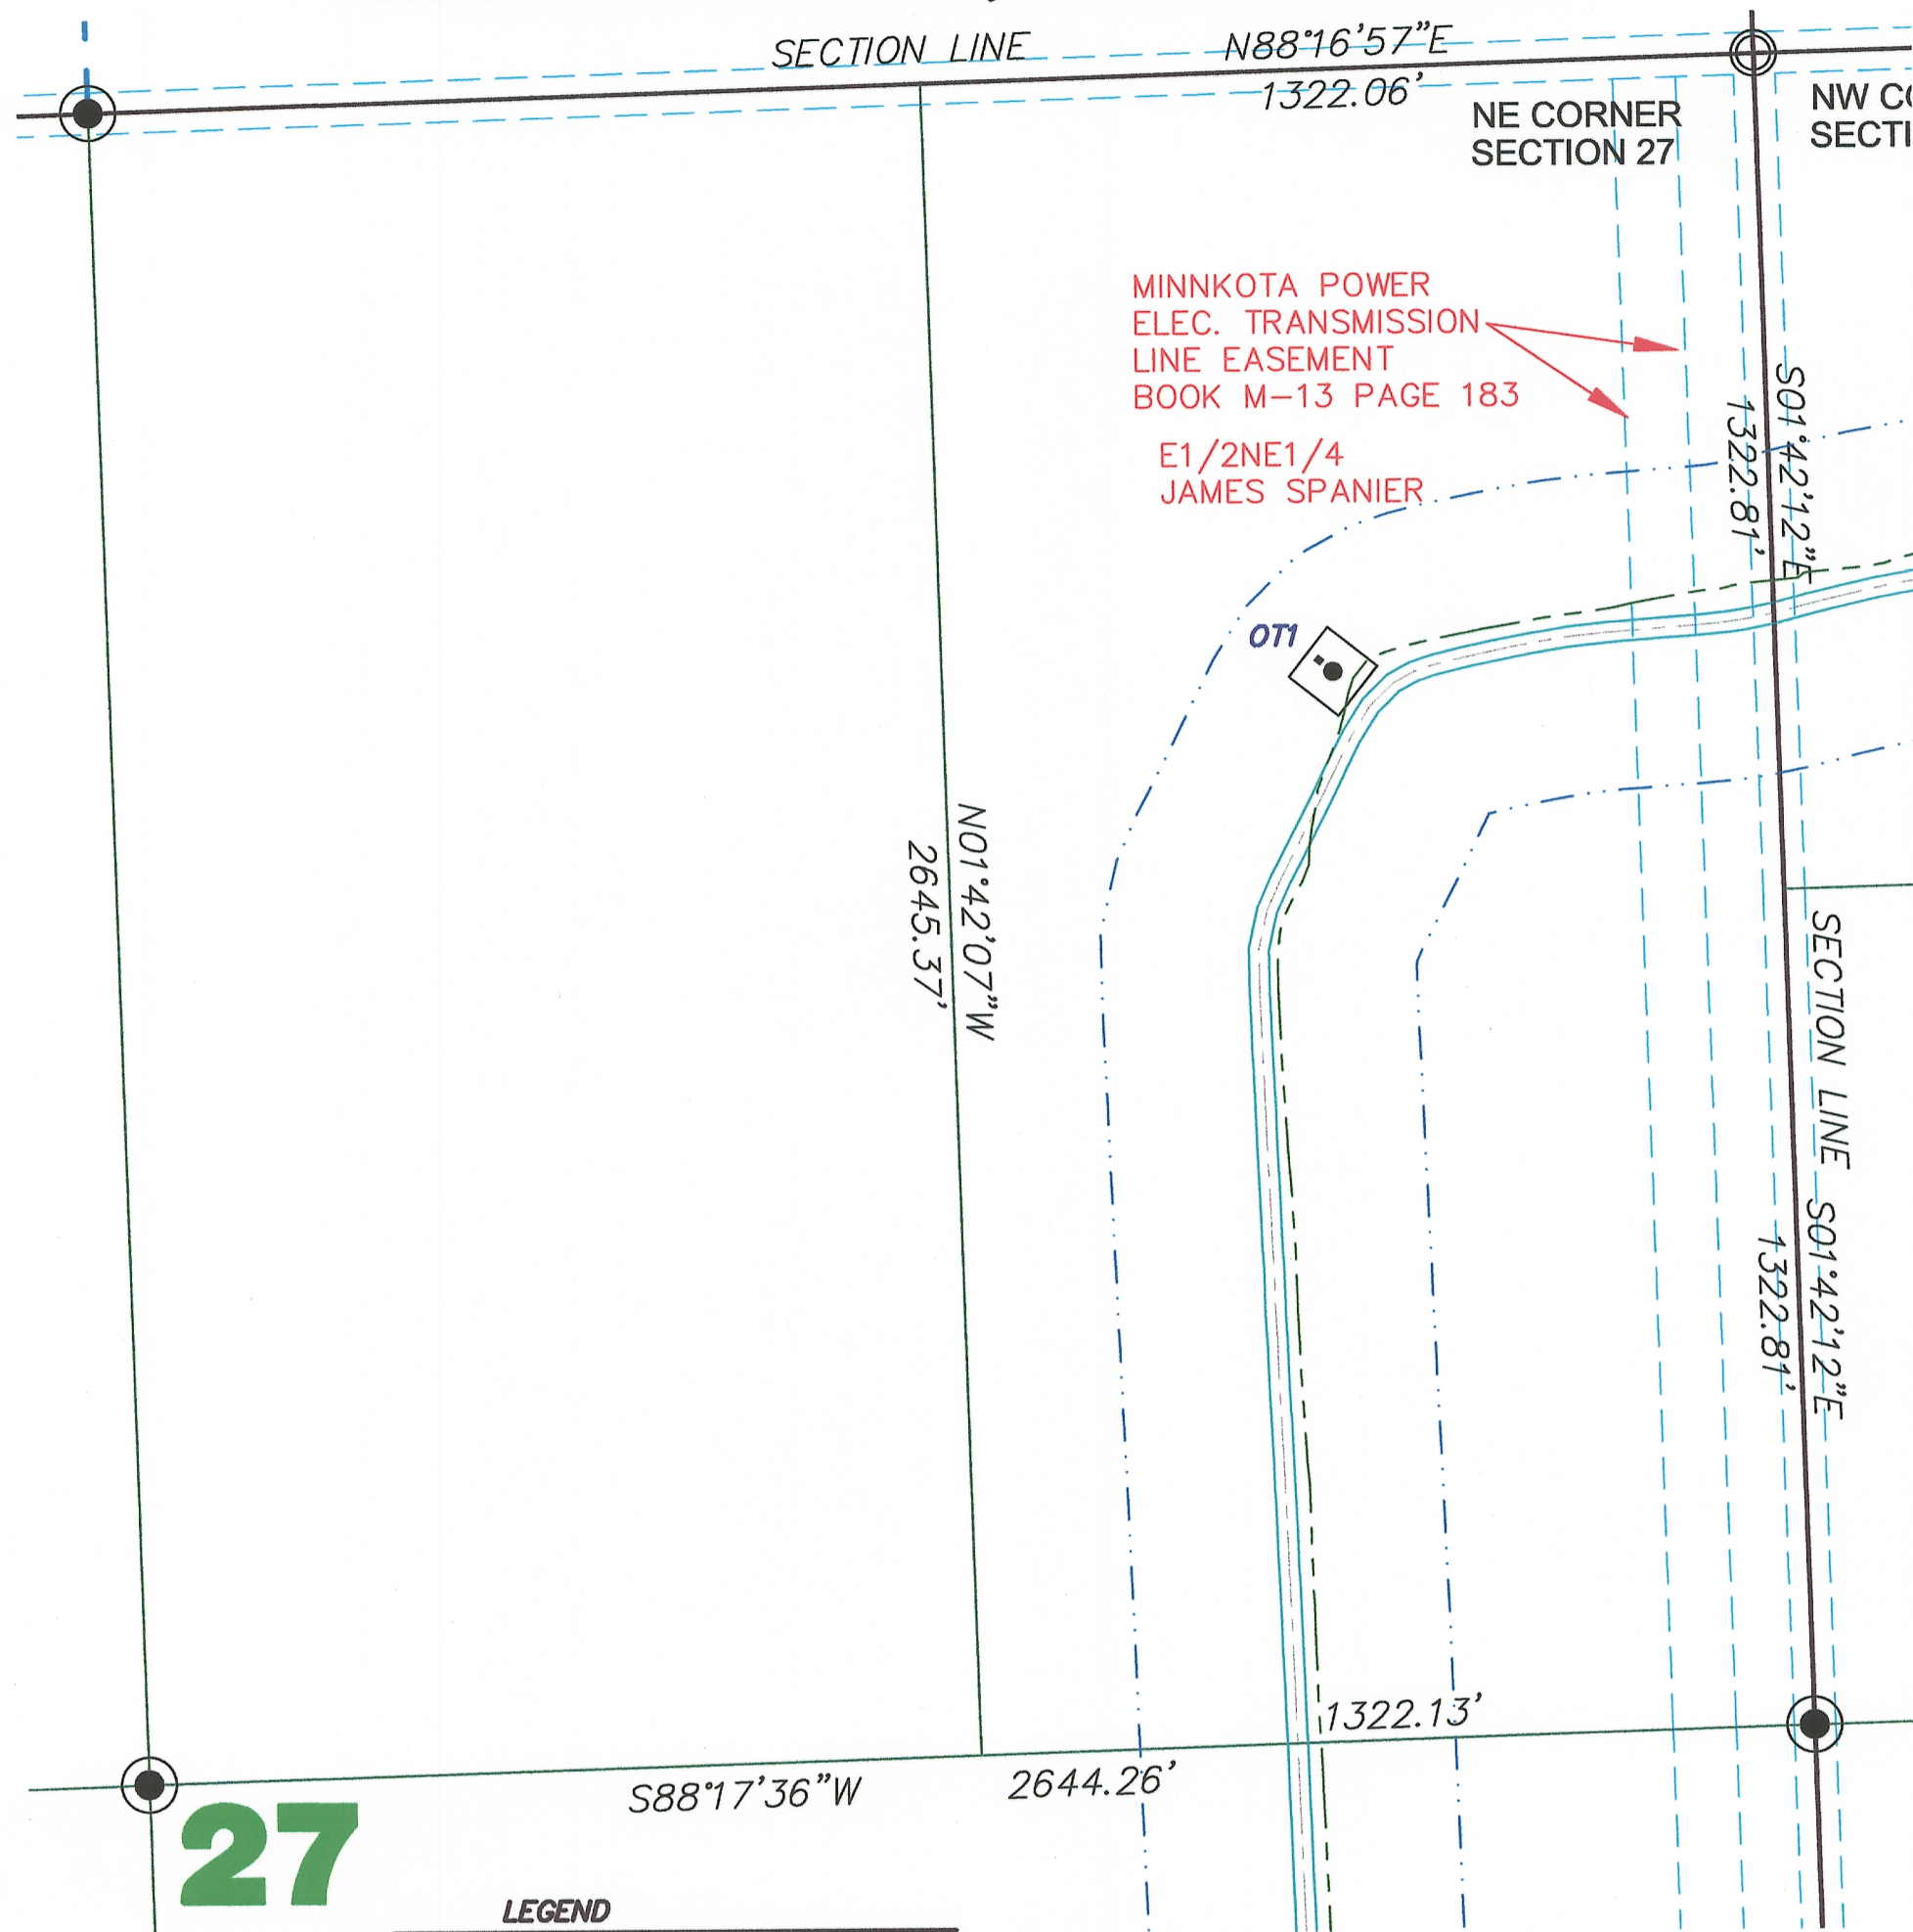 SECTION LINE N88°16'57"E
1322.06'
NE CORNER
SECTION 27
NW
MINNKOTA POWER
ELEC. TRANSMISSION
LINE EASEMENT
BOOK M-13 PAGE 183
E1/2NE1/4
JAMES SPANIER
S01°42'12"E
1322.81'
OT1
N01°42'07"W
2645.37'
SECTION LINE S01°42'12"E
1322.81'
1322.13'
S88°17'36"W 2644.26'
27
LEGEND